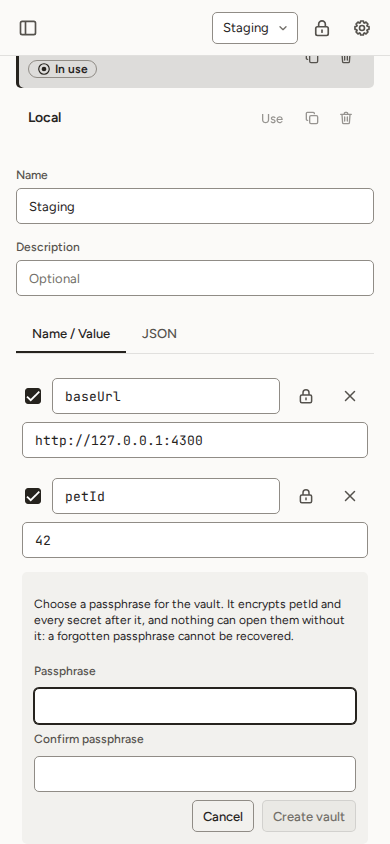 Staging
In use
Local
Use
Name
Staging
Description
Optional
Name / Value
JSON
baseUrl
http://127.0.0.1:4300
petId
42
Choose a passphrase for the vault. It encrypts petId and
every secret after it, and nothing can open them without
it: a forgotten passphrase cannot be recovered.
Passphrase
Confirm passphrase
Cancel
Create vault